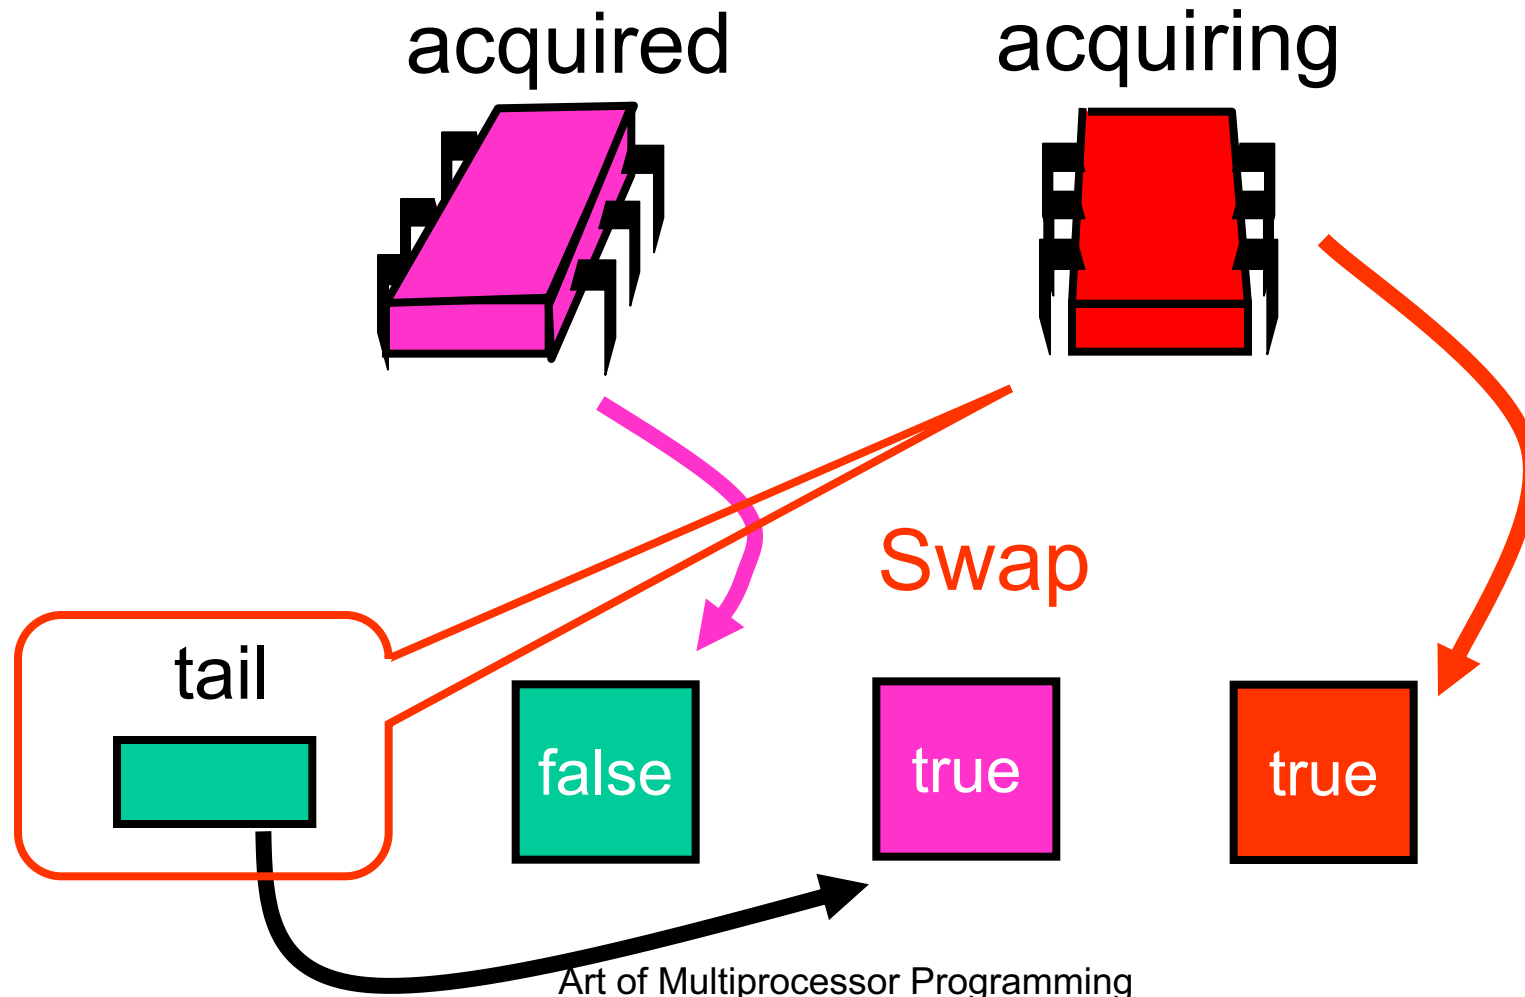 acquired
acquiring
Swap
tail
false
true
true
Art of Multiprocessor Programming